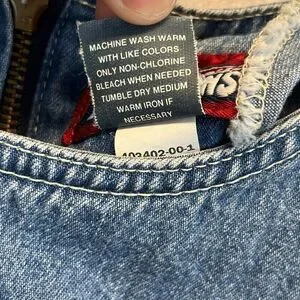 MACHINE WASH WARM
WITH LIKE COLORS
ONLY NON-CHLORINE
BLEACH WHEN NEEDED
TUMBLE DRY MEDIUM
WARM IRON IF
NECESSARY
103402-00-1